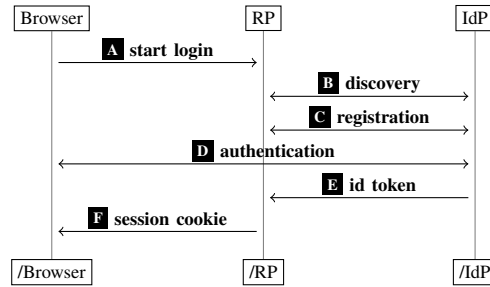 Browser RP IdP
A start login
B discovery
C registration
D authentication
E id token
F session cookie
/Browser /RP /IdP